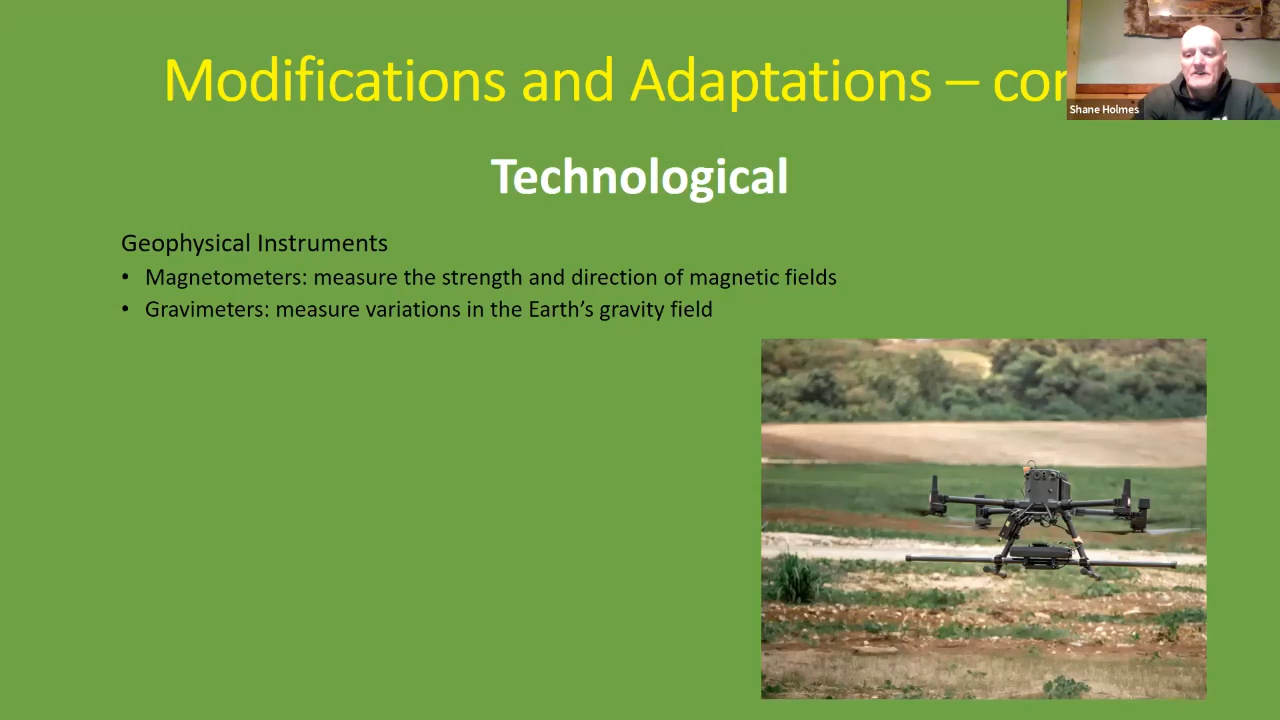 Modifications and Adaptations – con
Shane Holmes
Technological
Geophysical Instruments
• Magnetometers: measure the strength and direction of magnetic fields
• Gravimeters: measure variations in the Earth’s gravity field